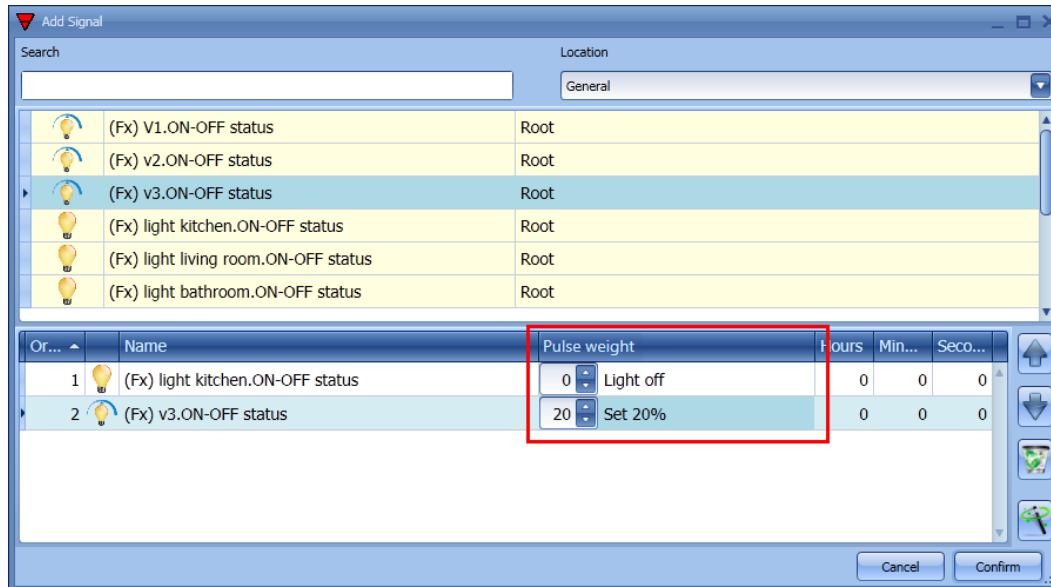 Add Signal
Search Location
General
(Fx) V1.ON-OFF status Root
(Fx) v2.ON-OFF status Root
(Fx) v3.ON-OFF status Root
(Fx) light kitchen.ON-OFF status Root
(Fx) light living room.ON-OFF status Root
(Fx) light bathroom.ON-OFF status Root
Or... Name Pulse weight Hours Min... Seco...
1 (Fx) light kitchen.ON-OFF status 0 Light off 0 0 0
2 (Fx) v3.ON-OFF status 20 Set 20% 0 0 0
Cancel Confirm